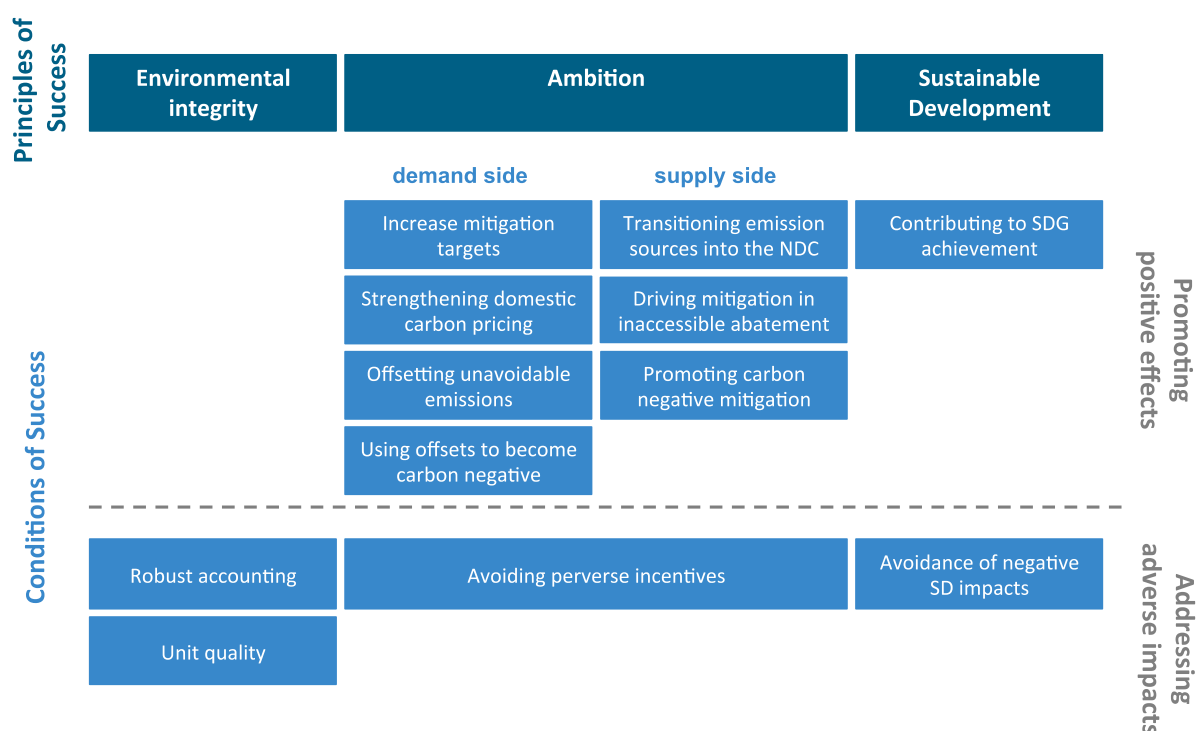 Principles of
Success
Environmental
integrity
Ambition
Sustainable
Development
demand side
supply side
Increase mitigation
targets
Transitioning emission
sources into the NDC
Contributing to SDG
achievement
Strengthening domestic
carbon pricing
Driving mitigation in
inaccessible abatement
Offsetting unavoidable
emissions
Promoting carbon
negative mitigation
Using offsets to become
carbon negative
Promoting
positive effects
Conditions of Success
Robust accounting
Avoiding perverse incentives
Avoidance of negative
SD impacts
Unit quality
Addressing
adverse impacts